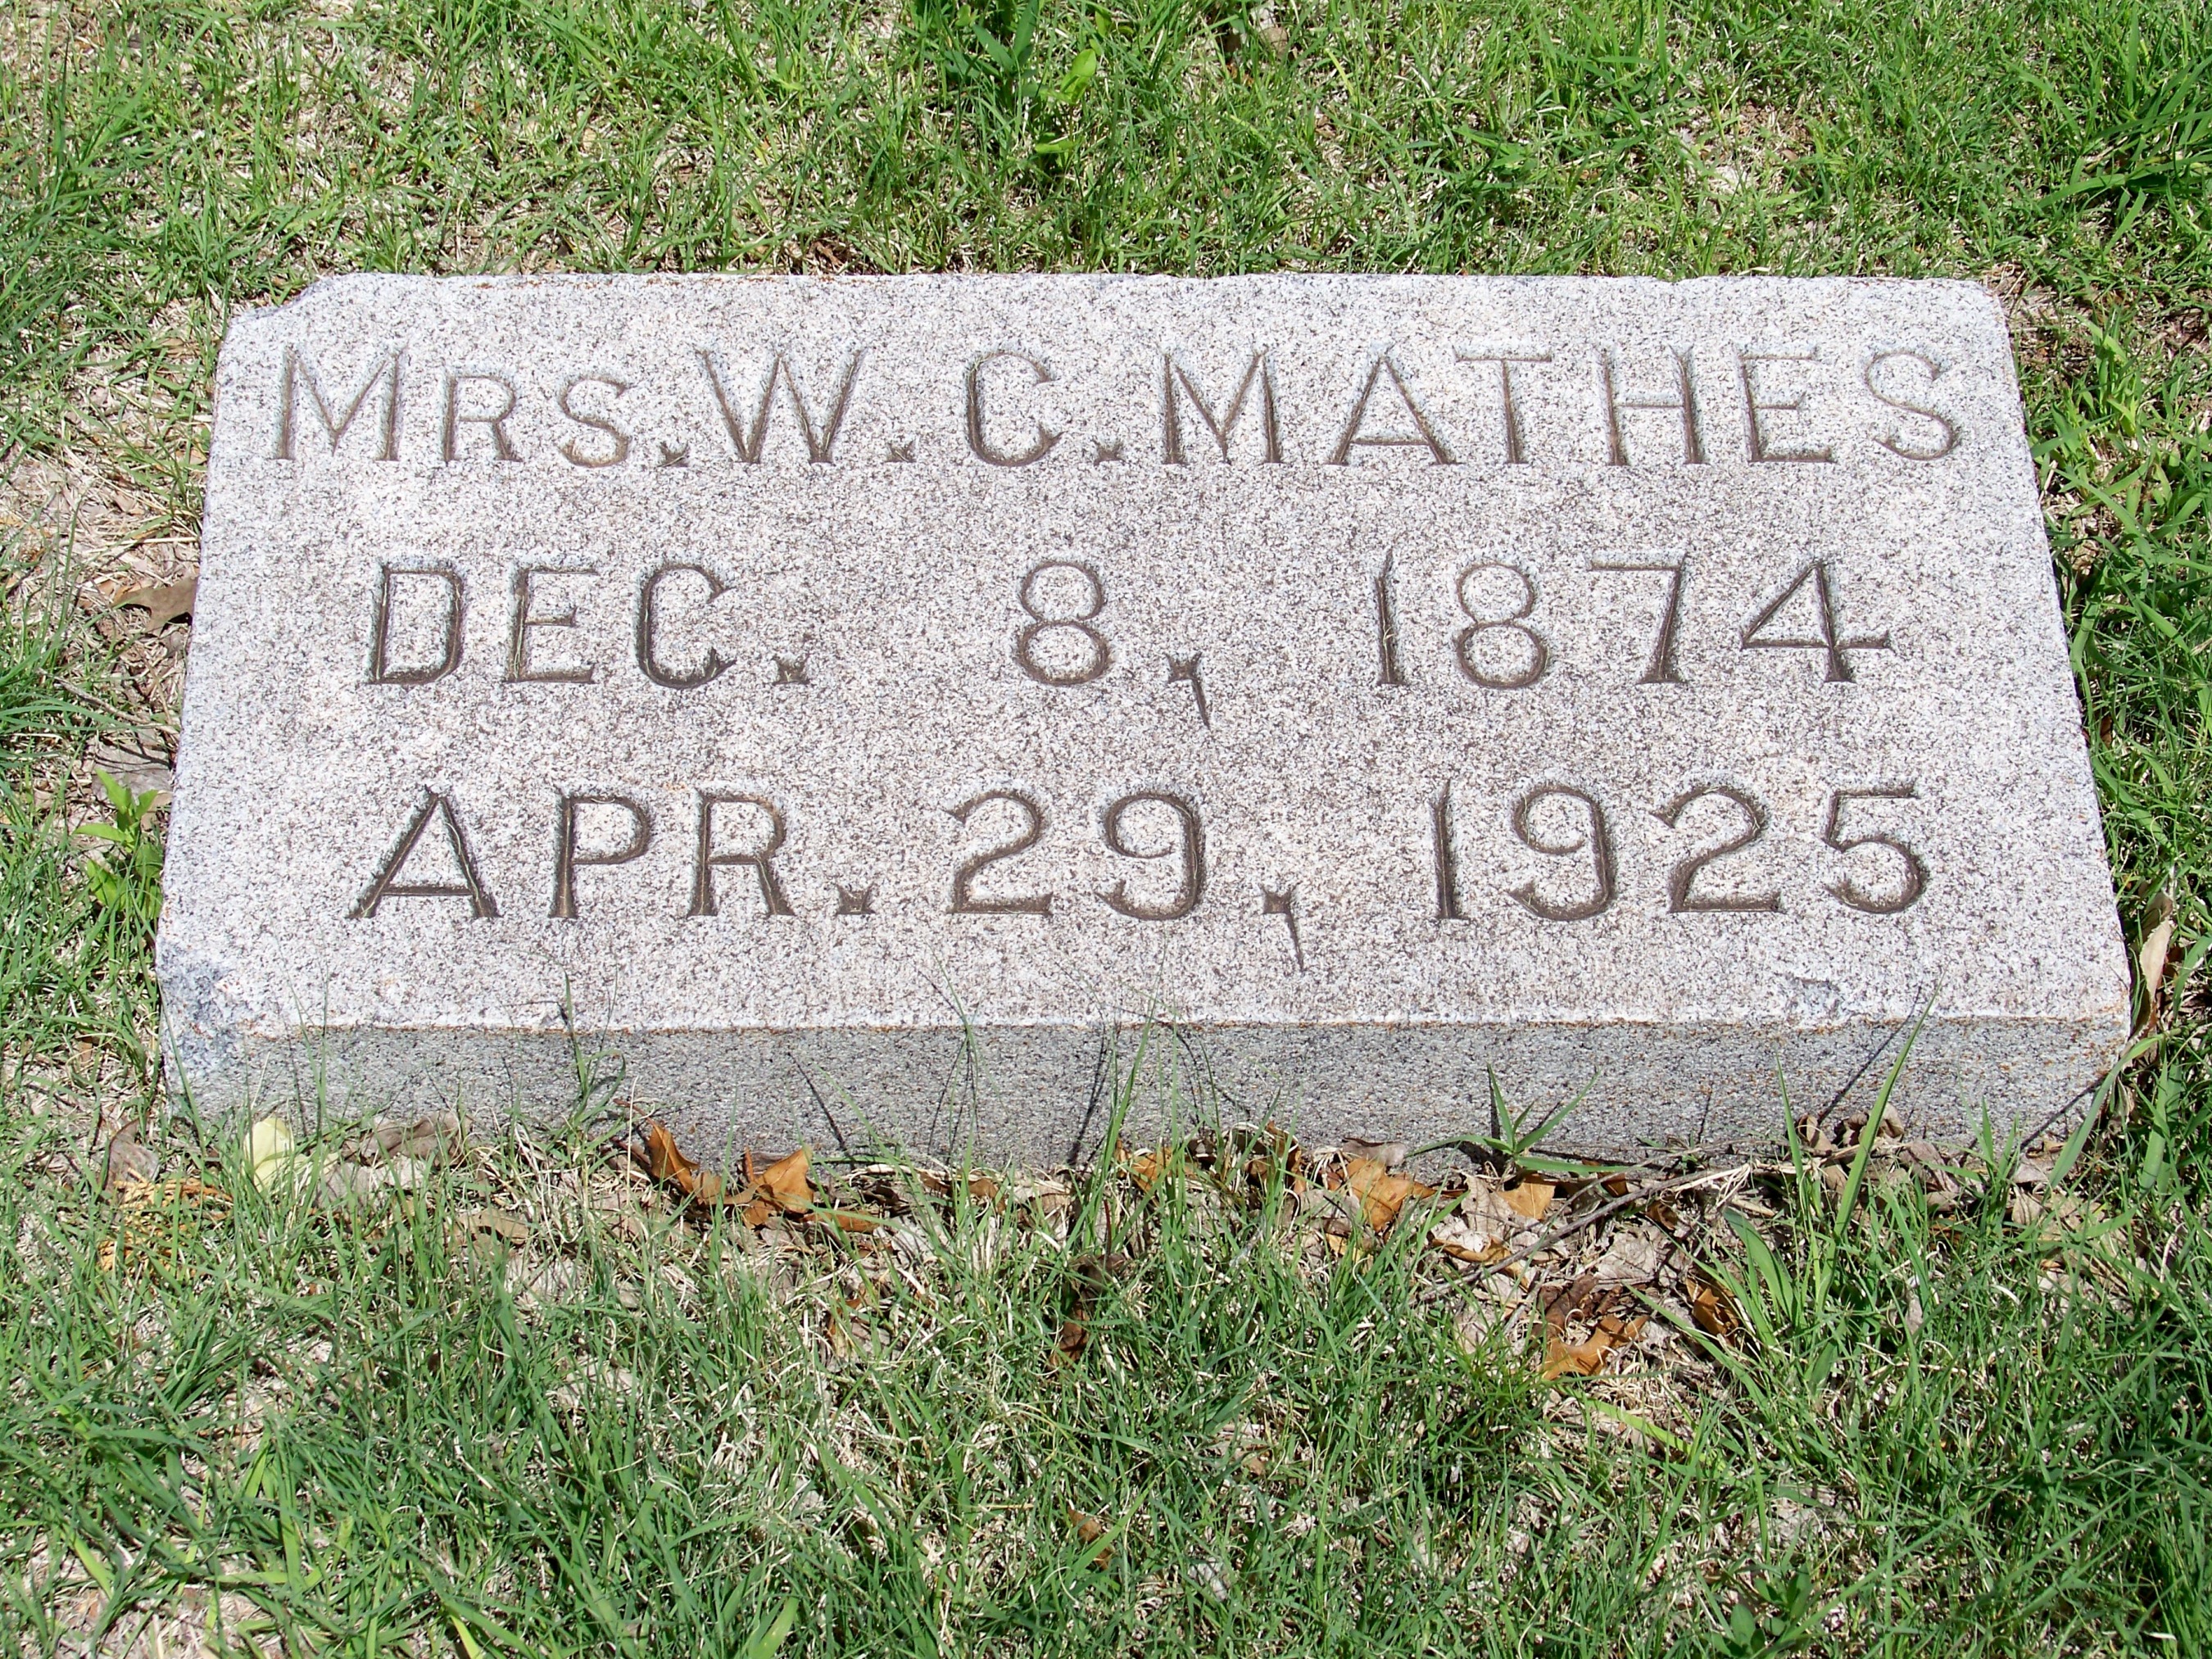 MRS. W. C. MATHES
DEC. 8, 1874
APR. 29, 1925